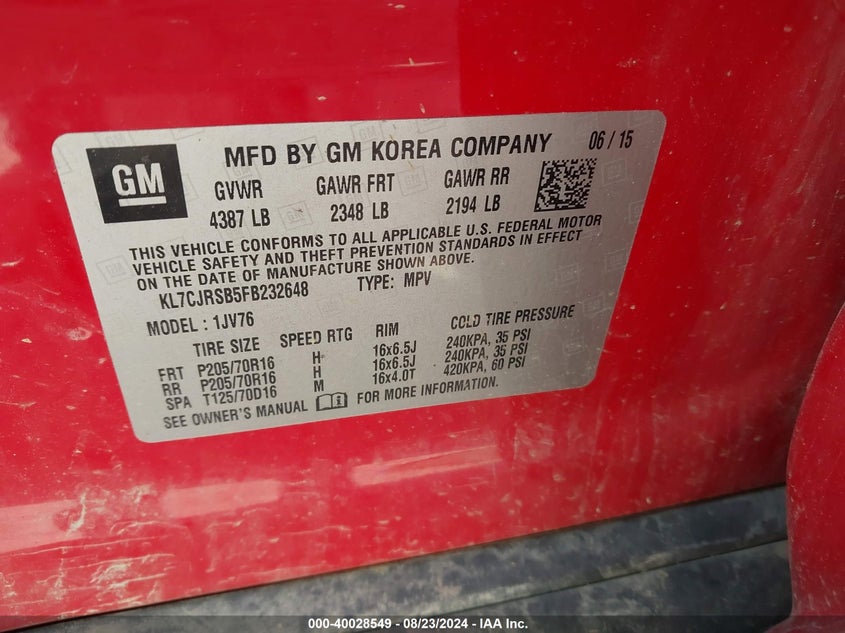 GM
MFD BY GM KOREA COMPANY 06 / 15
GVWR GAWR FRT GAWR RR
4387 LB 2348 LB 2194 LB
THIS VEHICLE CONFORMS TO ALL APPLICABLE U.S. FEDERAL MOTOR
VEHICLE SAFETY AND THEFT PREVENTION STANDARDS IN EFFECT
ON THE DATE OF MANUFACTURE SHOWN ABOVE.
KL7CJRSB5FB232648 TYPE: MPV
MODEL : 1JV76
TIRE SIZE SPEED RTG RIM COLD TIRE PRESSURE
FRT P205/70R16 H 16x6.5J 240KPA, 35 PSI
RR P205/70R16 H 16x6.5J 240KPA, 35 PSI
SPA T125/70D16 M 16x4.0T 420KPA, 60 PSI
SEE OWNER'S MANUAL FOR MORE INFORMATION.
000-40028549 — 08/23/2024 — IAA Inc.